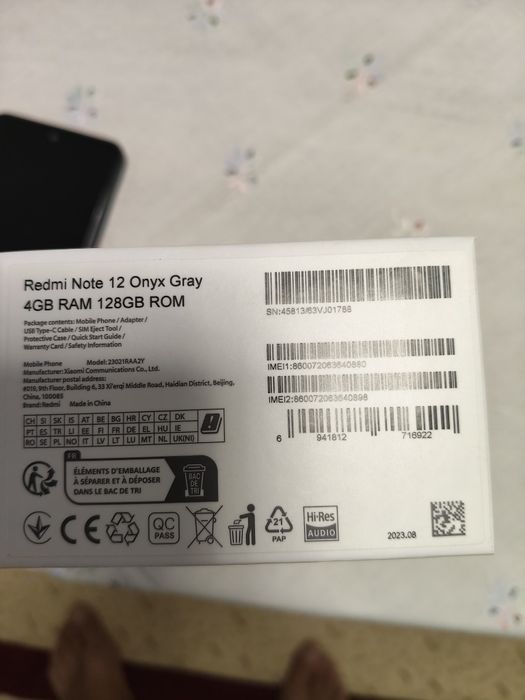 Redmi Note 12 Onyx Gray
4GB RAM 128GB ROM
Package contents: Mobile Phone / Adapter /
USB Type-C Cable / SIM Eject Tool /
Protective Case / Quick Start Guide /
Warranty Card / Safety Information
Mobile Phone Model:23021RAA2Y
Manufacturer:Xiaomi Communications Co., Ltd.
Manufacturer postal address:
#019, 9th Floor, Building 6, 33 Xi'erqi Middle Road, Haidian District, Beijing,
China, 100085
Brand:Redmi Made in China
CH SI SK IS AT BE BG HR CY CZ DK
PT ES TR LI EE FI FR DE EL HU IE
RO SE PL NO IT LV LT LU MT NL UK(NI)
FR
ÉLÉMENTS D'EMBALLAGE
À SÉPARER ET À DÉPOSER
DANS LE BAC DE TRI
BAC
DE
TRI
CE
QC
PASS
21
PAP
Hi-Res
AUDIO
SN:45813/63VJ01788
IMEI1:860072063640880
IMEI2:860072063640898
6 941812 716922
2023.08